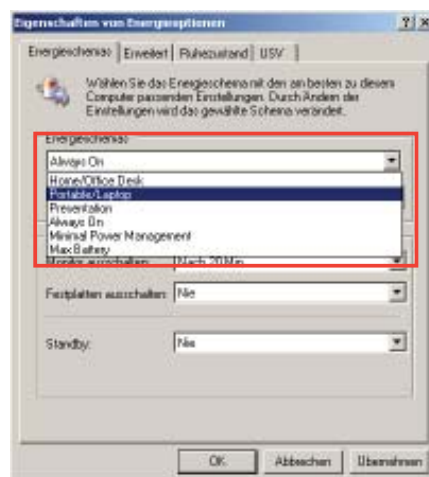 Eigenschaften von Energieoptionen
Energieschemas Erweitert Ruhezustand USV
Wählen Sie das Energieschema mit den am besten zu diesem
Computer passenden Einstellungen. Durch Ändern der
Einstellungen wird das gewählte Schema verändert.
Energieschemas
Always On
Home/Office Desk
Portable/Laptop
Presentation
Always On
Minimal Power Management
Max Battery
Monitor ausschalten: Nach 20 Min.
Festplatten ausschalten: Nie
Standby: Nie
OK Abbrechen Übernehmen